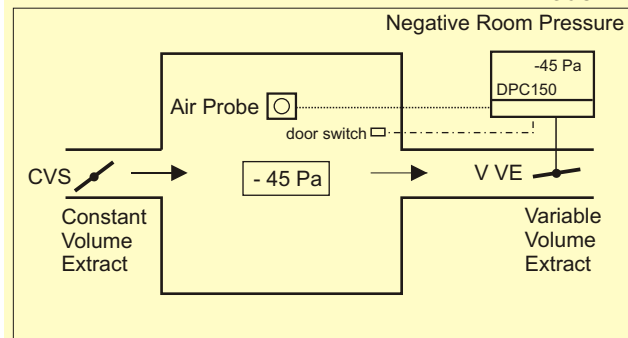 Negative Room Pressure
-45 Pa
DPC150
Air Probe
door switch
CVS
- 45 Pa
V VE
Constant
Volume
Extract
Variable
Volume
Extract